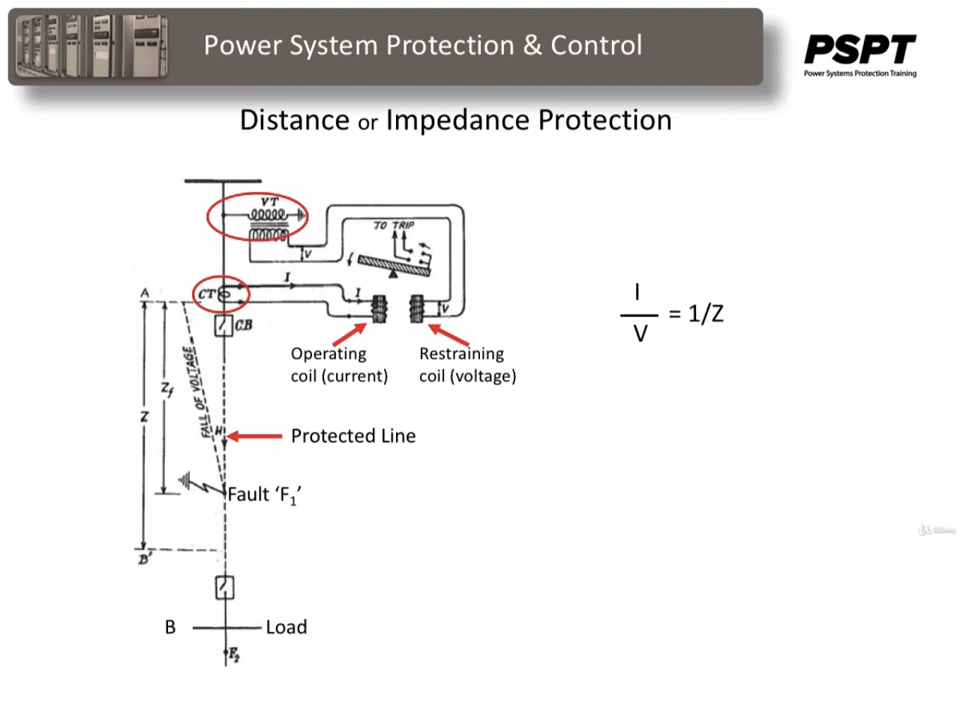 Power System Protection & Control
PSPT
Power Systems Protection Training
Distance or Impedance Protection
VT
TO TRIP
V
f
I
CT
I
V
A
CB
Operating
coil (current)
Restraining
coil (voltage)
I
V
= 1/Z
FALL OF VOLTAGE
Zf
Z
Protected Line
Fault ‘F1’
B'
B
Load
F2
Udemy